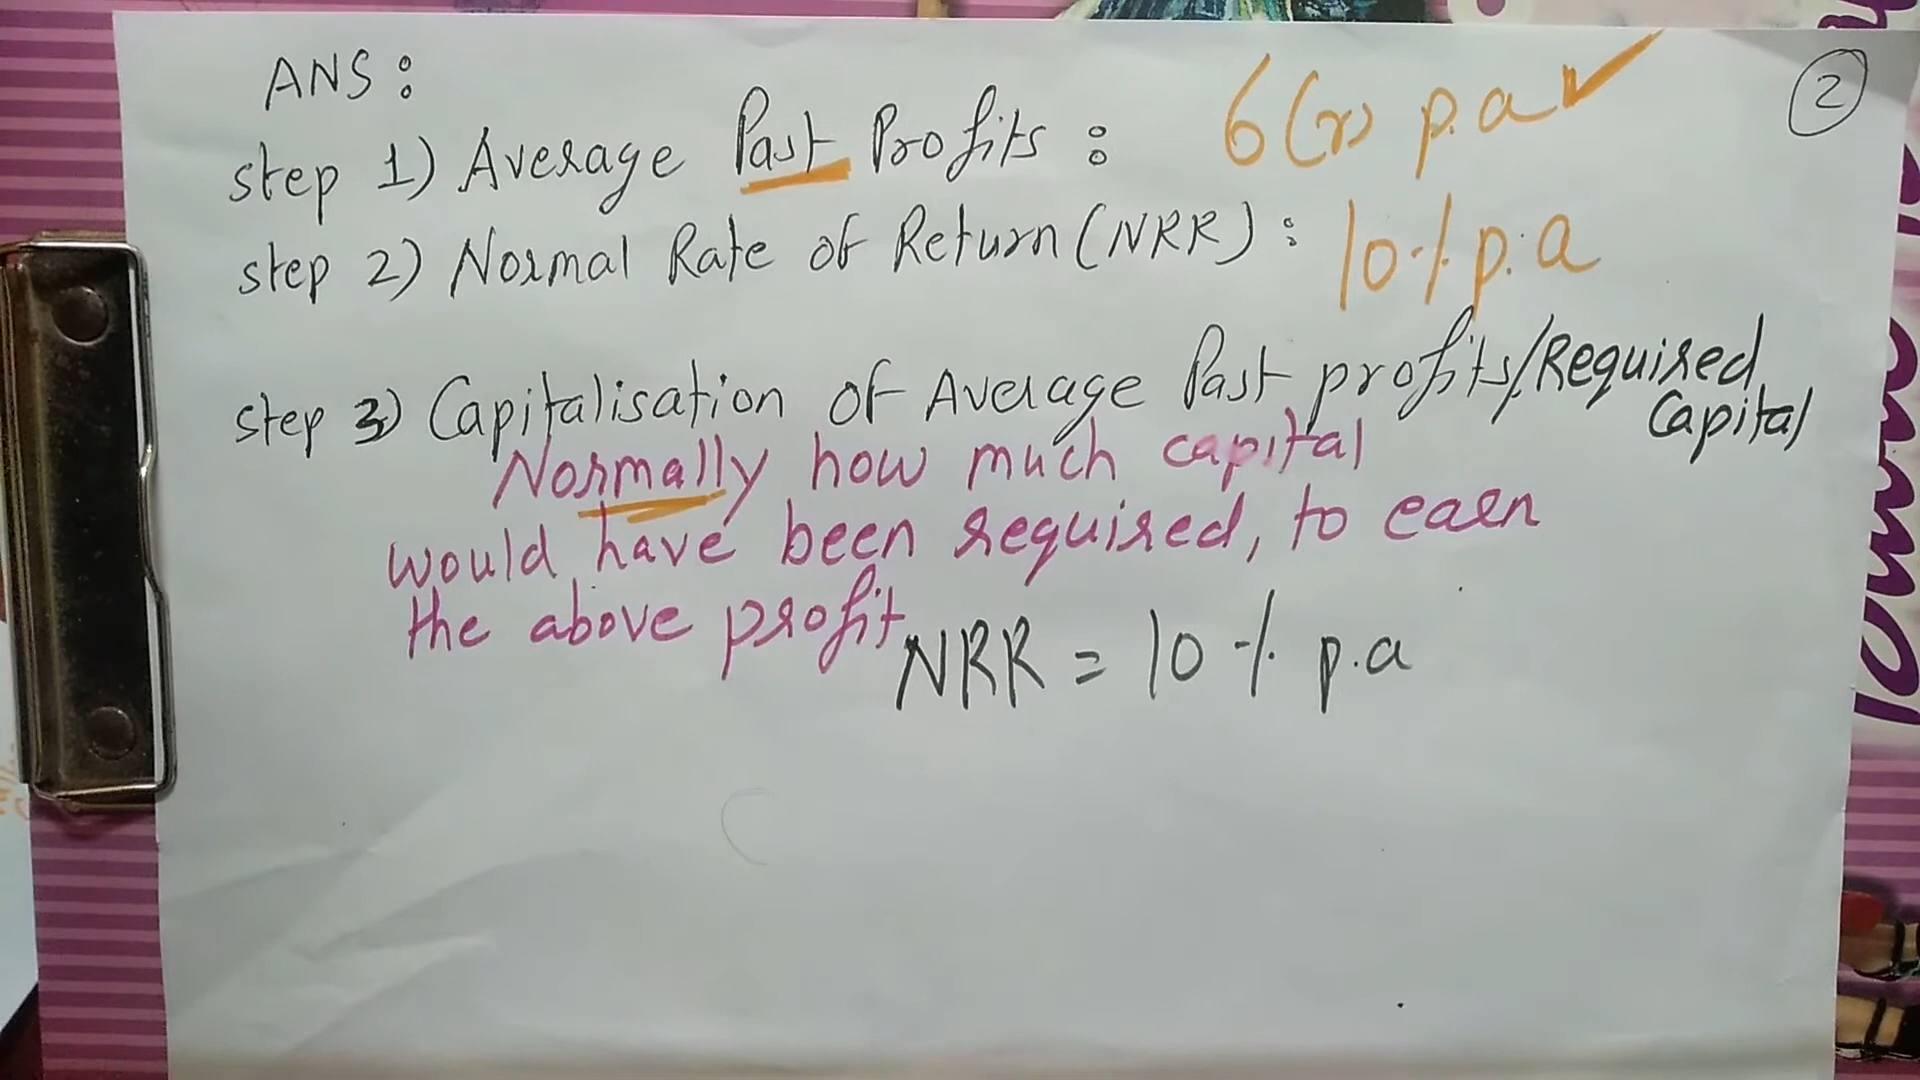 ANS :
2
step 1) Average Past Profits : 6 (r) p.a ✓
step 2) Normal Rate of Return (NRR) : 10 % p.a
step 3) Capitalisation of Average Past profits/Required Capital
Normally how much capital
would have been required, to earn
the above profit
NRR = 10 % p.a